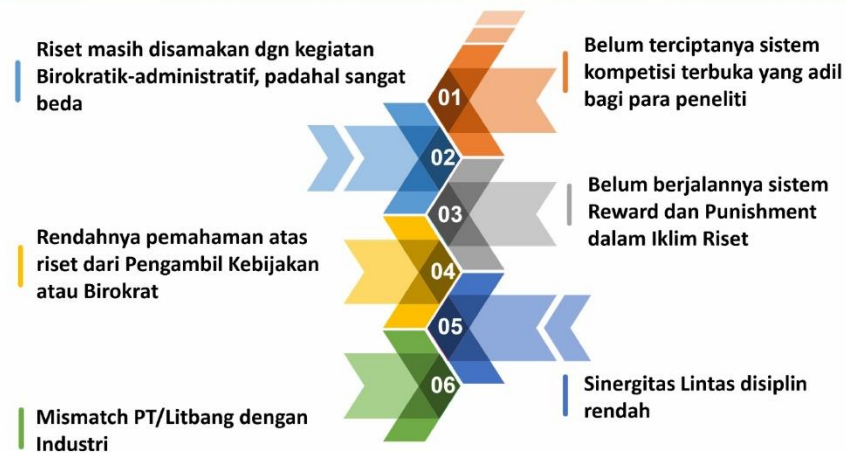 01
Belum terciptanya sistem
kompetisi terbuka yang adil
bagi para peneliti
02
Riset masih disamakan dgn kegiatan
Birokratik-administratif, padahal sangat
beda
03
Belum berjalannya sistem
Reward dan Punishment
dalam Iklim Riset
04
Rendahnya pemahaman atas
riset dari Pengambil Kebijakan
atau Birokrat
05
Sinergitas Lintas disiplin
rendah
06
Mismatch PT/Litbang dengan
Industri